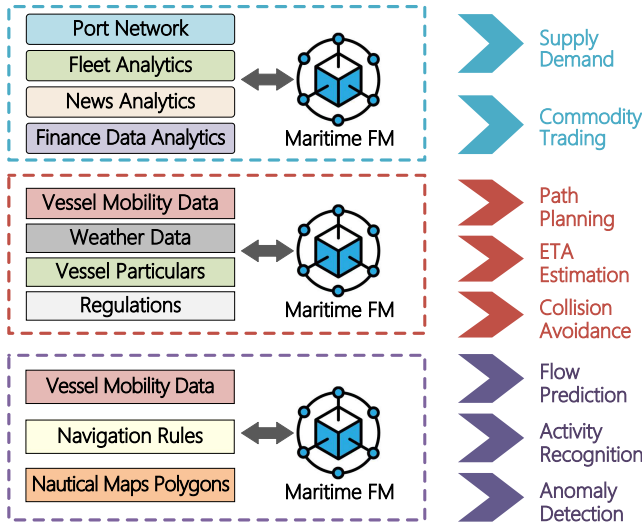 Port Network
Fleet Analytics
News Analytics
Finance Data Analytics
Maritime FM
Supply
Demand
Commodity
Trading
Vessel Mobility Data
Weather Data
Vessel Particulars
Regulations
Maritime FM
Path
Planning
ETA
Estimation
Collision
Avoidance
Vessel Mobility Data
Navigation Rules
Nautical Maps Polygons
Maritime FM
Flow
Prediction
Activity
Recognition
Anomaly
Detection